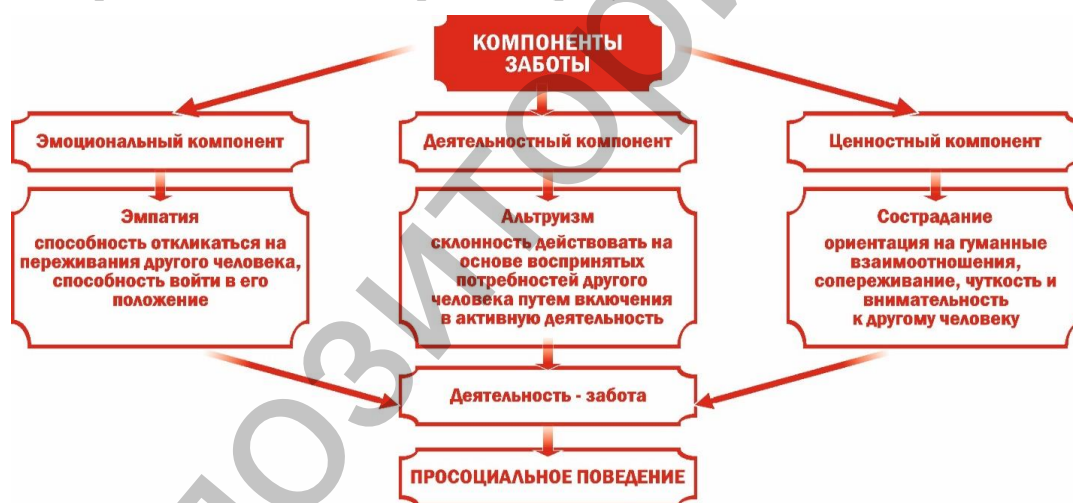 КОМПОНЕНТЫ
ЗАБОТЫ
Эмоциональный компонент
Деятельностный компонент
Ценностный компонент
Эмпатия
способность откликаться на
переживания другого человека,
способность войти в его
положение
Альтруизм
склонность действовать на
основе воспринятых
потребностей другого
человека путем включения
в активную деятельность
Сострадание
ориентация на гуманные
взаимоотношения,
сопереживание, чуткость и
внимательность
к другому человеку
Деятельность - забота
ПРОСОЦИАЛЬНОЕ ПОВЕДЕНИЕ